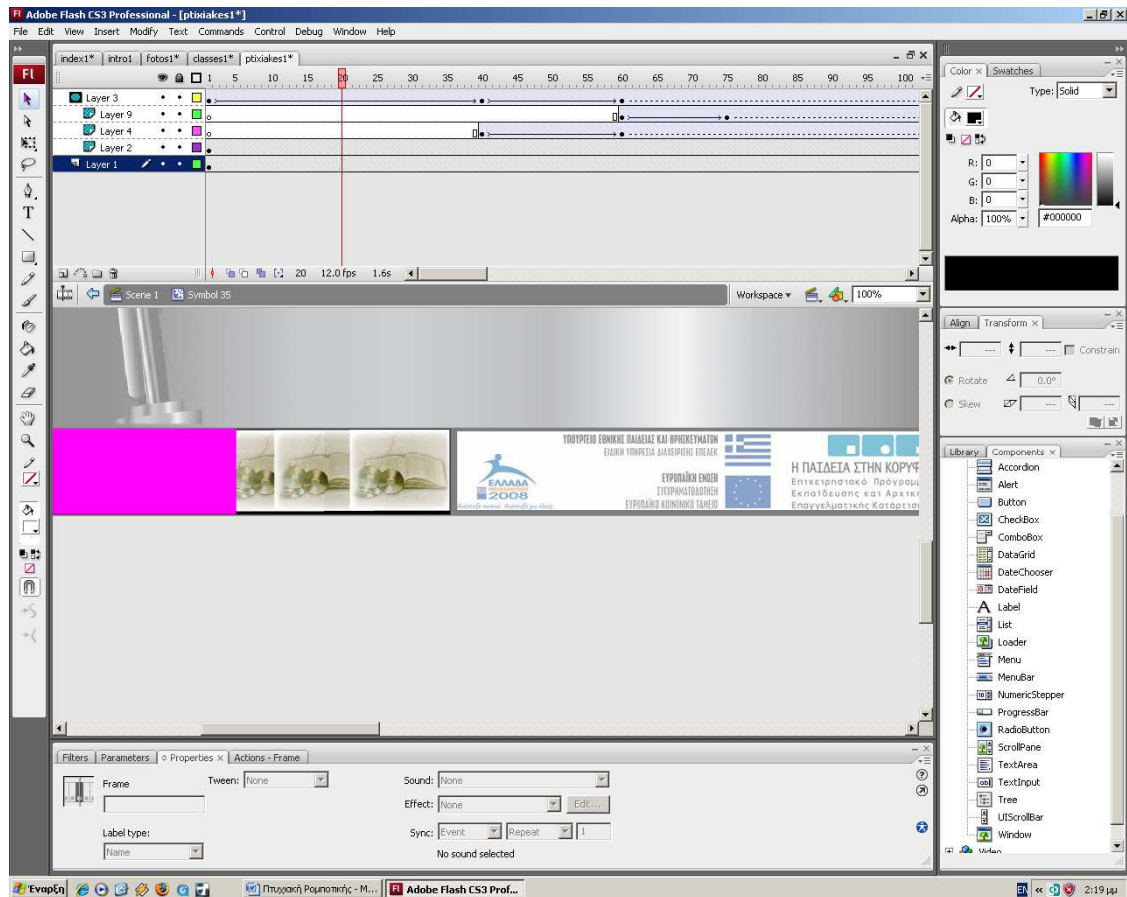 Adobe Flash CS3 Professional - [ptixiakes1*]
File Edit View Insert Modify Text Commands Control Debug Window Help
index1* intro1 fotos1* classes1* ptixiakes1*
1 5 10 15 20 25 30 35 40 45 50 55 60 65 70 75 80 85 90 95 100
Layer 3
Layer 9
Layer 4
Layer 2
Layer 1
20 12.0 fps 1.6s
Scene 1 Symbol 35 Workspace 100%
ΥΠΟΥΡΓΕΙΟ ΕΘΝΙΚΗΣ ΠΑΙΔΕΙΑΣ ΚΑΙ ΘΡΗΣΚΕΥΜΑΤΩΝ
ΕΙΔΙΚΗ ΥΠΗΡΕΣΙΑ ΔΙΑΧΕΙΡΙΣΗΣ ΕΠΕΑΕΚ
ΕΥΡΩΠΑΪΚΗ ΕΝΩΣΗ
ΣΥΓΧΡΗΜΑΤΟΔΟΤΗΣΗ
ΕΥΡΩΠΑΪΚΟ ΚΟΙΝΩΝΙΚΟ ΤΑΜΕΙΟ
ΕΛΛΑΔΑ
2008
Η ΠΑΙΔΕΙΑ ΣΤΗΝ ΚΟΡΥΦ
Επιχειρησιακό Πρόγραμμ
Εκπαίδευσης και Αρχική
Επαγγελματικής Κατάρτισ
Filters Parameters Properties Actions - Frame
Frame
Tween: None
Label type:
Name
Sound: None
Effect: None Edit...
Sync: Event Repeat 1
No sound selected
Color Swatches
Type: Solid
R: 0
G: 0
B: 0
Alpha: 100% #000000
Align Transform
Constrain
Rotate 0.0°
Skew
Library Components
Accordion
Alert
Button
CheckBox
ComboBox
DataGrid
DateChooser
DateField
Label
List
Loader
Menu
MenuBar
NumericStepper
ProgressBar
RadioButton
ScrollPane
TextArea
TextInput
Tree
UIScrollBar
Window
Video
Έναρξη Πτυχιακή Ρομποτικής - M... Adobe Flash CS3 Prof... EN 2:19 μμ